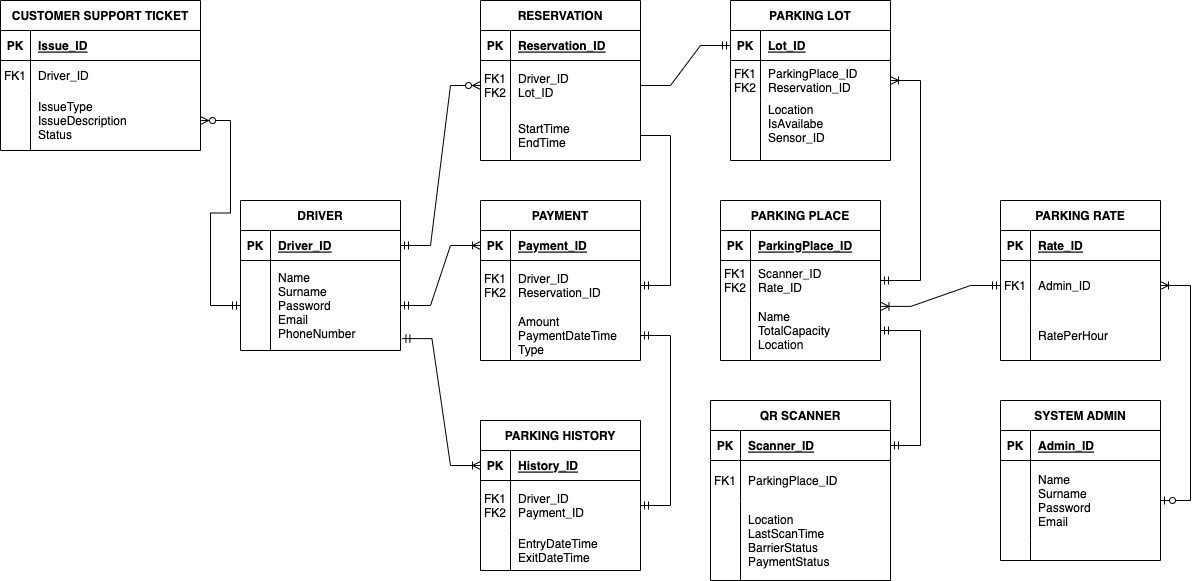 CUSTOMER SUPPORT TICKET
PK Issue_ID
FK1 Driver_ID
IssueType
IssueDescription
Status
RESERVATION
PK Reservation_ID
FK1 Driver_ID
FK2 Lot_ID
StartTime
EndTime
PARKING LOT
PK Lot_ID
FK1 ParkingPlace_ID
FK2 Reservation_ID
Location
IsAvailabe
Sensor_ID
DRIVER
PK Driver_ID
Name
Surname
Password
Email
PhoneNumber
PAYMENT
PK Payment_ID
FK1 Driver_ID
FK2 Reservation_ID
Amount
PaymentDateTime
Type
PARKING PLACE
PK ParkingPlace_ID
FK1 Scanner_ID
FK2 Rate_ID
Name
TotalCapacity
Location
PARKING RATE
PK Rate_ID
FK1 Admin_ID
RatePerHour
PARKING HISTORY
PK History_ID
FK1 Driver_ID
FK2 Payment_ID
EntryDateTime
ExitDateTime
QR SCANNER
PK Scanner_ID
FK1 ParkingPlace_ID
Location
LastScanTime
BarrierStatus
PaymentStatus
SYSTEM ADMIN
PK Admin_ID
Name
Surname
Password
Email